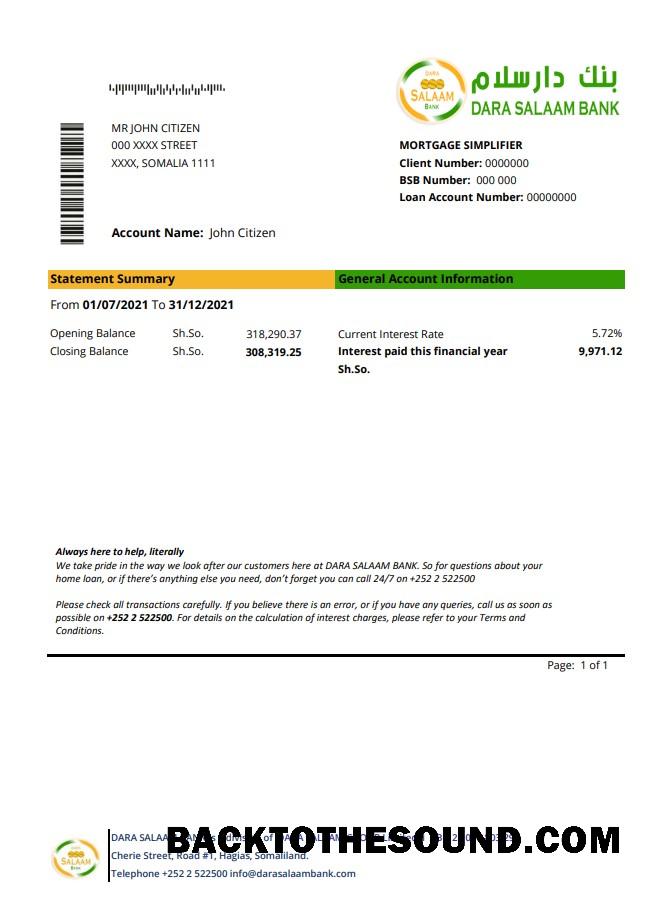 DARA
SALAAM
BANK
بنك دارسلام
DARA SALAAM BANK
MR JOHN CITIZEN
000 XXXX STREET
XXXX, SOMALIA 1111
MORTGAGE SIMPLIFIER
Client Number: 0000000
BSB Number: 000 000
Loan Account Number: 00000000
Account Name: John Citizen
Statement Summary
General Account Information
From 01/07/2021 To 31/12/2021
Opening Balance Sh.So. 318,290.37
Closing Balance Sh.So. 308,319.25
Current Interest Rate 5.72%
Interest paid this financial year 9,971.12
Sh.So.
Always here to help, literally
We take pride in the way we look after our customers here at DARA SALAAM BANK. So for questions about your
home loan, or if there's anything else you need, don't forget you can call 24/7 on +252 2 522500
Please check all transactions carefully. If you believe there is an error, or if you have any queries, call us as soon as
possible on +252 2 522500. For details on the calculation of interest charges, please refer to your Terms and
Conditions.
Page: 1 of 1
DARA
SALAAM
BANK
DARA
BACKTOTHESOUND.COM
Cherie Street, Road #1, Hagias, Somaliland.
Telephone +252 2 522500 info@darasalaambank.com